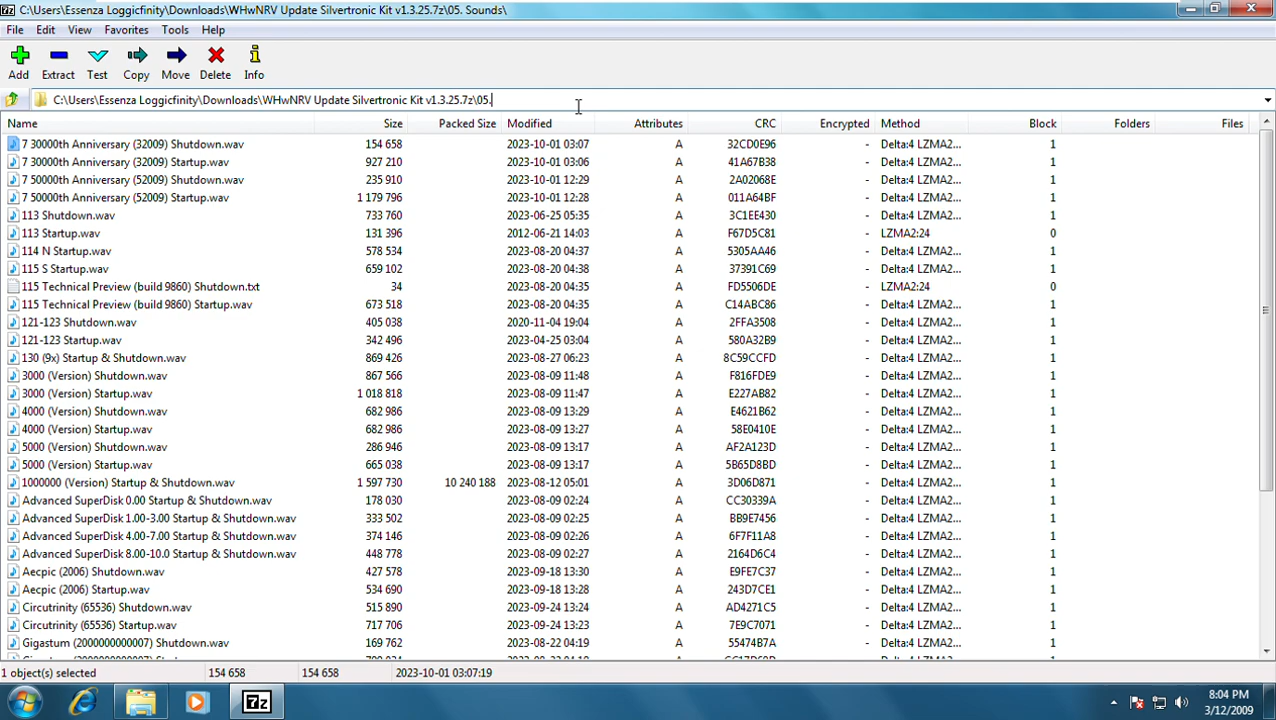 C:\Users\Essenza Loggicfinity\Downloads\WHwNRV Update Silvertronic Kit v1.3.25.7z\05. Sounds\
File Edit View Favorites Tools Help
Add Extract Test Copy Move Delete Info
C:\Users\Essenza Loggicfinity\Downloads\WHwNRV Update Silvertronic Kit v1.3.25.7z\05.
Name Size Packed Size Modified Attributes CRC Encrypted Method Block Folders Files
7 30000th Anniversary (32009) Shutdown.wav 154 658 2023-10-01 03:07 A 32CD0E96 - Delta:4 LZMA2... 1
7 30000th Anniversary (32009) Startup.wav 927 210 2023-10-01 03:06 A 41A67B38 - Delta:4 LZMA2... 1
7 50000th Anniversary (52009) Shutdown.wav 235 910 2023-10-01 12:29 A 2A02068E - Delta:4 LZMA2... 1
7 50000th Anniversary (52009) Startup.wav 1 179 796 2023-10-01 12:28 A 011A64BF - Delta:4 LZMA2... 1
113 Shutdown.wav 733 760 2023-06-25 05:35 A 3C1EE430 - Delta:4 LZMA2... 1
113 Startup.wav 131 396 2012-06-21 14:03 A F67D5C81 - LZMA2:24 0
114 N Startup.wav 578 534 2023-08-20 04:37 A 5305AA46 - Delta:4 LZMA2... 1
115 S Startup.wav 659 102 2023-08-20 04:38 A 37391C69 - Delta:4 LZMA2... 1
115 Technical Preview (build 9860) Shutdown.txt 34 2023-08-20 04:35 A FD5506DE - LZMA2:24 0
115 Technical Preview (build 9860) Startup.wav 673 518 2023-08-20 04:35 A C14ABC86 - Delta:4 LZMA2... 1
121-123 Shutdown.wav 405 038 2020-11-04 19:04 A 2FFA3508 - Delta:4 LZMA2... 1
121-123 Startup.wav 342 496 2023-04-25 03:04 A 580A32B9 - Delta:4 LZMA2... 1
130 (9x) Startup & Shutdown.wav 869 426 2023-08-27 06:23 A 8C59CCFD - Delta:4 LZMA2... 1
3000 (Version) Shutdown.wav 867 566 2023-08-09 11:48 A F816FDE9 - Delta:4 LZMA2... 1
3000 (Version) Startup.wav 1 018 818 2023-08-09 11:47 A E227AB82 - Delta:4 LZMA2... 1
4000 (Version) Shutdown.wav 682 986 2023-08-09 13:29 A E4621B62 - Delta:4 LZMA2... 1
4000 (Version) Startup.wav 682 986 2023-08-09 13:27 A 58E0410E - Delta:4 LZMA2... 1
5000 (Version) Shutdown.wav 286 946 2023-08-09 13:17 A AF2A123D - Delta:4 LZMA2... 1
5000 (Version) Startup.wav 665 038 2023-08-09 13:17 A 5B65D8BD - Delta:4 LZMA2... 1
1000000 (Version) Startup & Shutdown.wav 1 597 730 10 240 188 2023-08-12 05:01 A 3D06D871 - Delta:4 LZMA2... 1
Advanced SuperDisk 0.00 Startup & Shutdown.wav 178 030 2023-08-09 02:24 A CC30339A - Delta:4 LZMA2... 1
Advanced SuperDisk 1.00-3.00 Startup & Shutdown.wav 333 502 2023-08-09 02:25 A BB9E7456 - Delta:4 LZMA2... 1
Advanced SuperDisk 4.00-7.00 Startup & Shutdown.wav 374 146 2023-08-09 02:26 A 6F7F11A8 - Delta:4 LZMA2... 1
Advanced SuperDisk 8.00-10.0 Startup & Shutdown.wav 448 778 2023-08-09 02:27 A 2164D6C4 - Delta:4 LZMA2... 1
Aecpic (2006) Shutdown.wav 427 578 2023-09-18 13:30 A E9FE7C37 - Delta:4 LZMA2... 1
Aecpic (2006) Startup.wav 534 690 2023-09-18 13:28 A 243D7CE1 - Delta:4 LZMA2... 1
Circutrinity (65536) Shutdown.wav 515 890 2023-09-24 13:24 A AD4271C5 - Delta:4 LZMA2... 1
Circutrinity (65536) Startup.wav 717 706 2023-09-24 13:23 A 7E9C7071 - Delta:4 LZMA2... 1
Gigastum (2000000000007) Shutdown.wav 169 762 2023-08-22 04:19 A 55474B7A - Delta:4 LZMA2... 1
1 object(s) selected 154 658 154 658 2023-10-01 03:07:19
7z 8:04 PM
3/12/2009